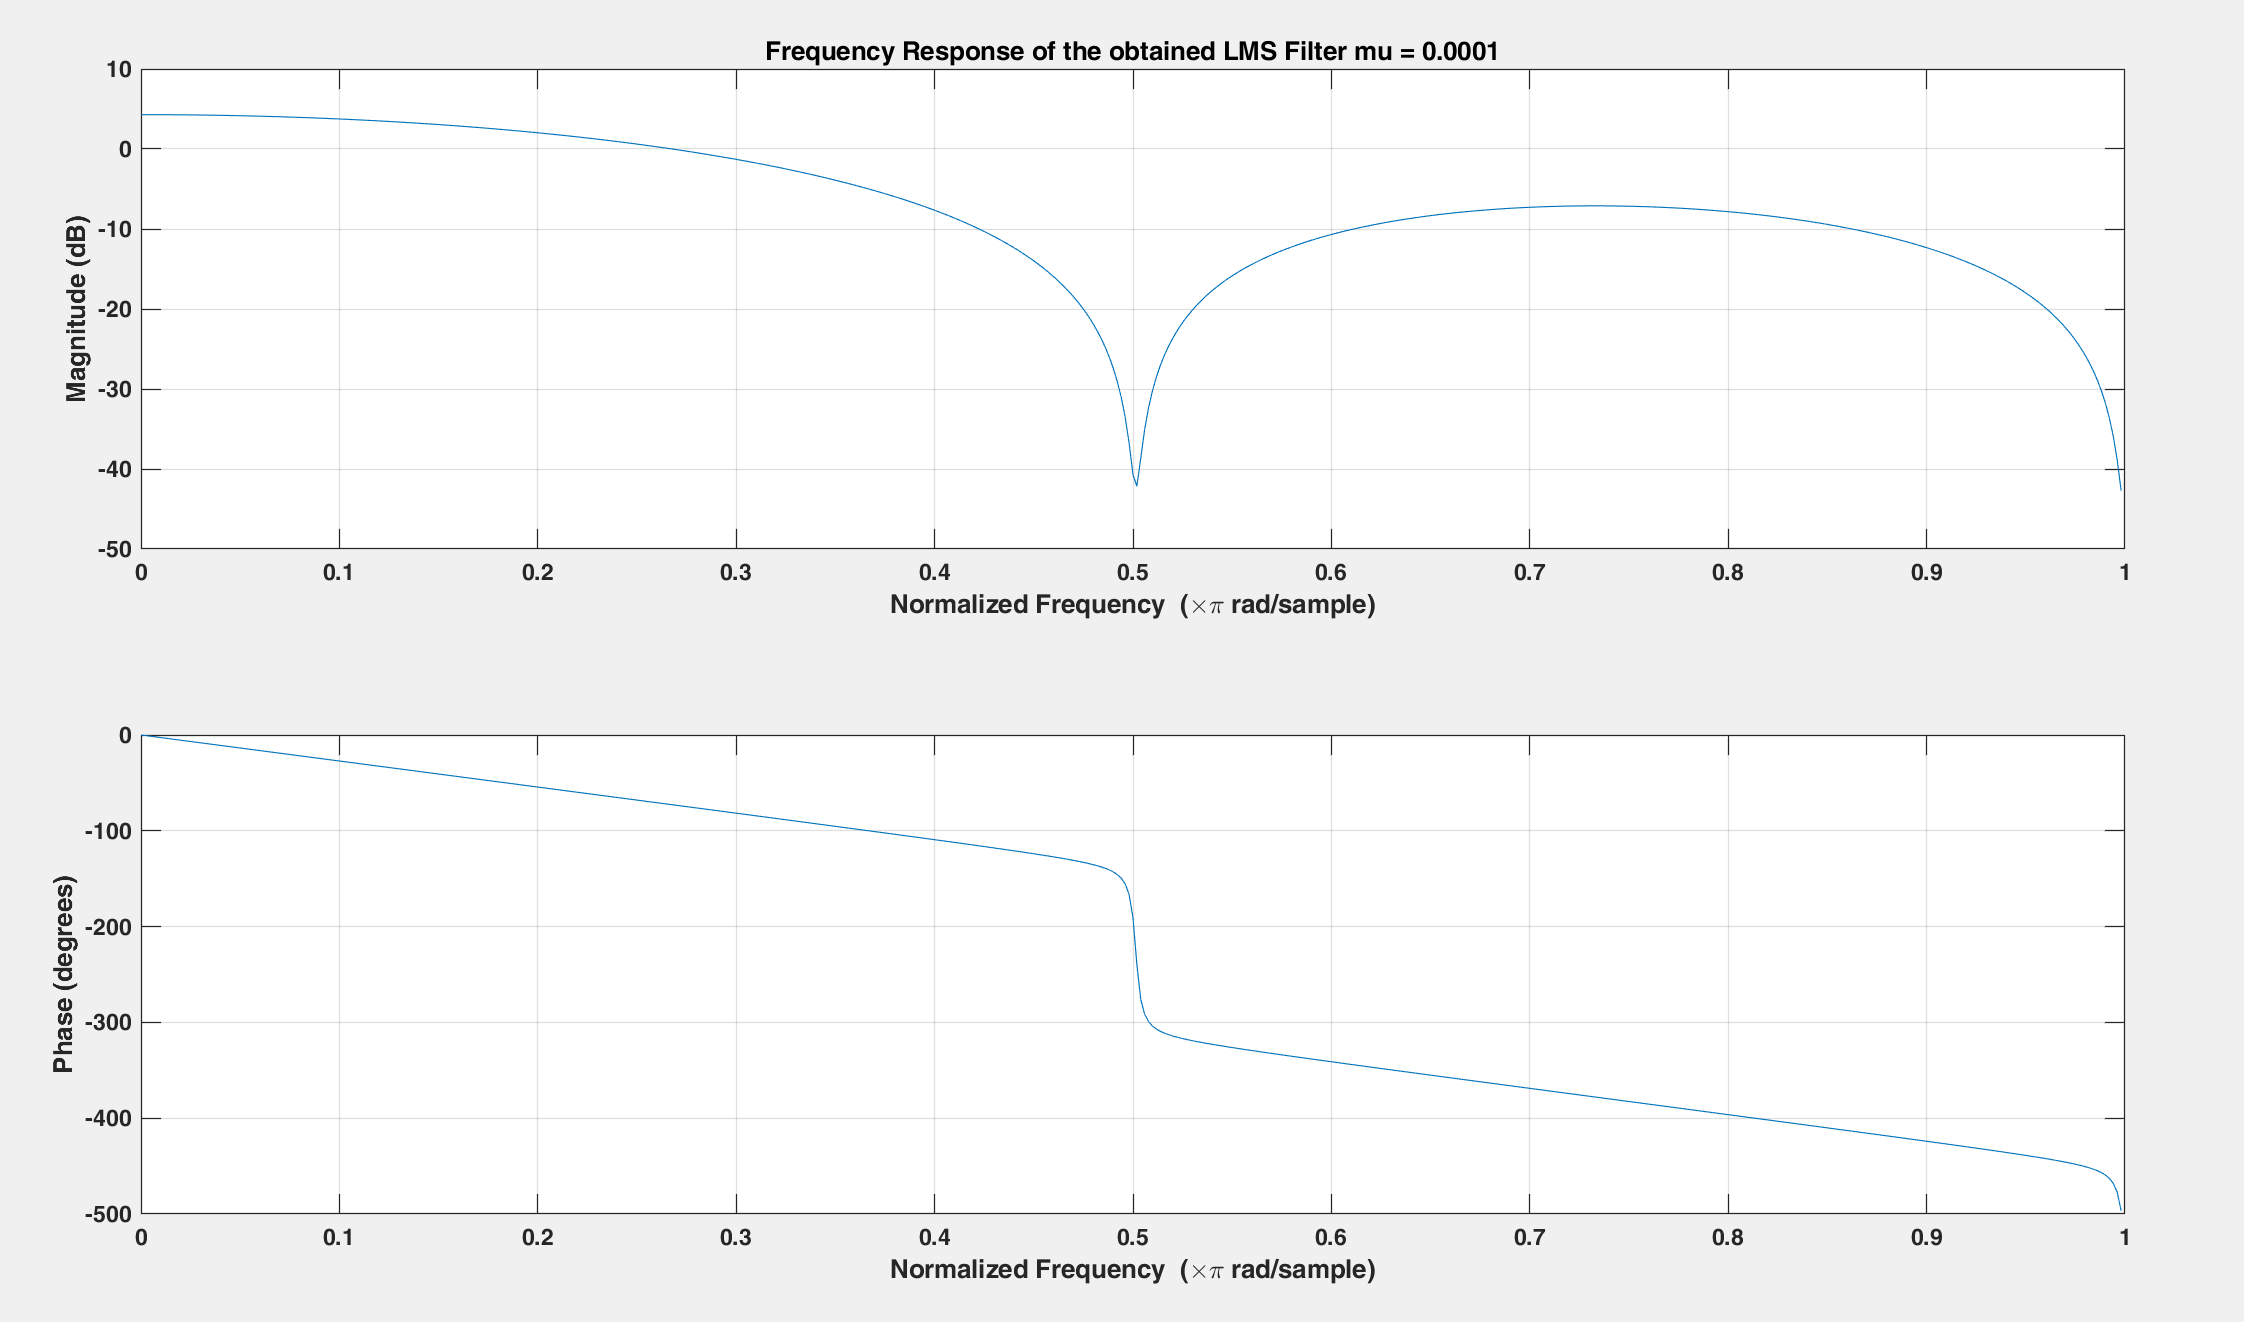 Frequency Response of the obtained LMS Filter mu = 0.0001
10
0
-10
-20
-30
-40
-50
Magnitude (dB)
0 0.1 0.2 0.3 0.4 0.5 0.6 0.7 0.8 0.9 1
Normalized Frequency (×π rad/sample)
0
-100
-200
-300
-400
-500
Phase (degrees)
0 0.1 0.2 0.3 0.4 0.5 0.6 0.7 0.8 0.9 1
Normalized Frequency (×π rad/sample)